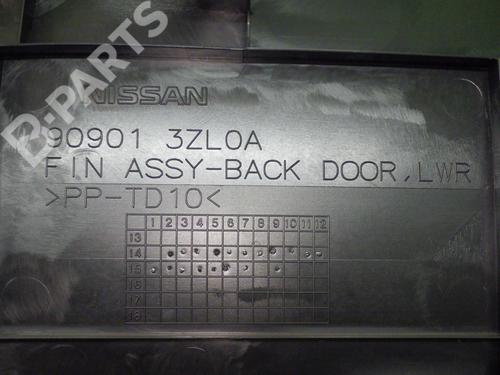 B-PARTS
NISSAN
90901 3ZL0A
FIN ASSY-BACK DOOR, LWR
>PP-TD10<
1 2 3 4 5 6 7 8 9 10 11 12
13
14
15
16
17
18